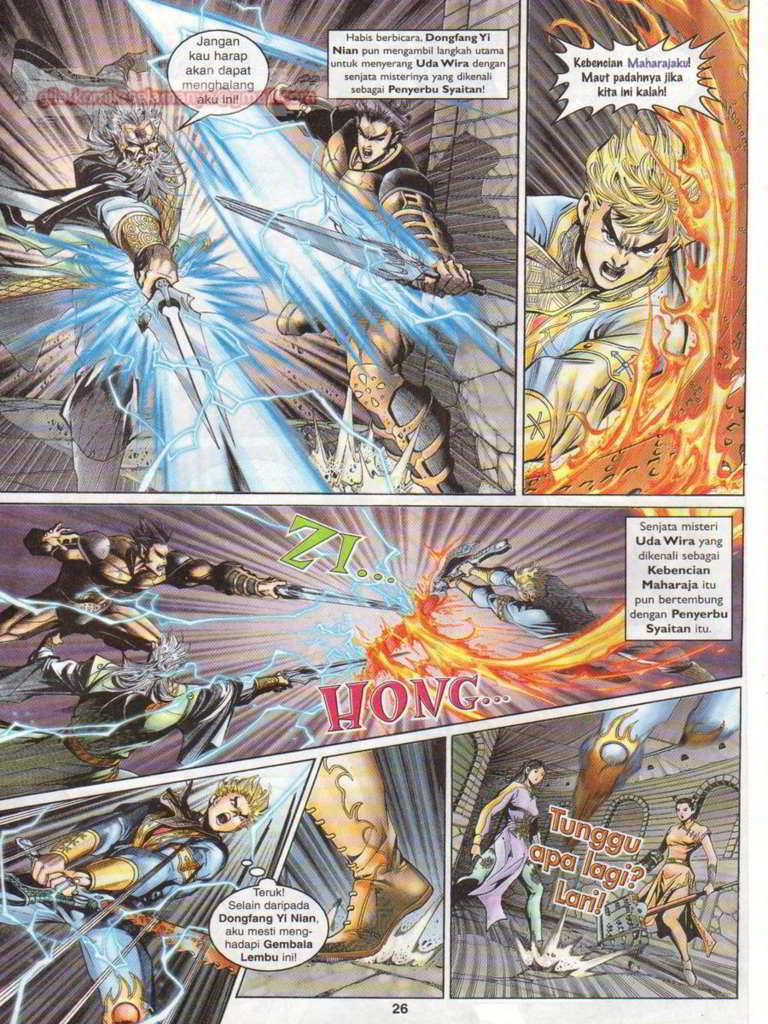 Jangan
kau harap
akan dapat
menghalang
aku ini!
Habis berbicara, Dongfang Yi
Nian pun mengambil langkah utama
untuk menyerang Uda Wira dengan
senjata misterinya yang dikenali
sebagai Penyerbu Syaitan!
Kebencian Maharajaku!
Maut padahnya jika
kita ini kalah!
ZI...
HONG...
Senjata misteri
Uda Wira yang
dikenali sebagai
Kebencian
Maharaja itu
pun bertembung
dengan Penyerbu
Syaitan itu.
Teruk!
Selain daripada
Dongfang Yi Nian,
aku mesti meng-
hadapi Gembala
Lembu ini!
Tunggu
apa lagi?
Lari!
26